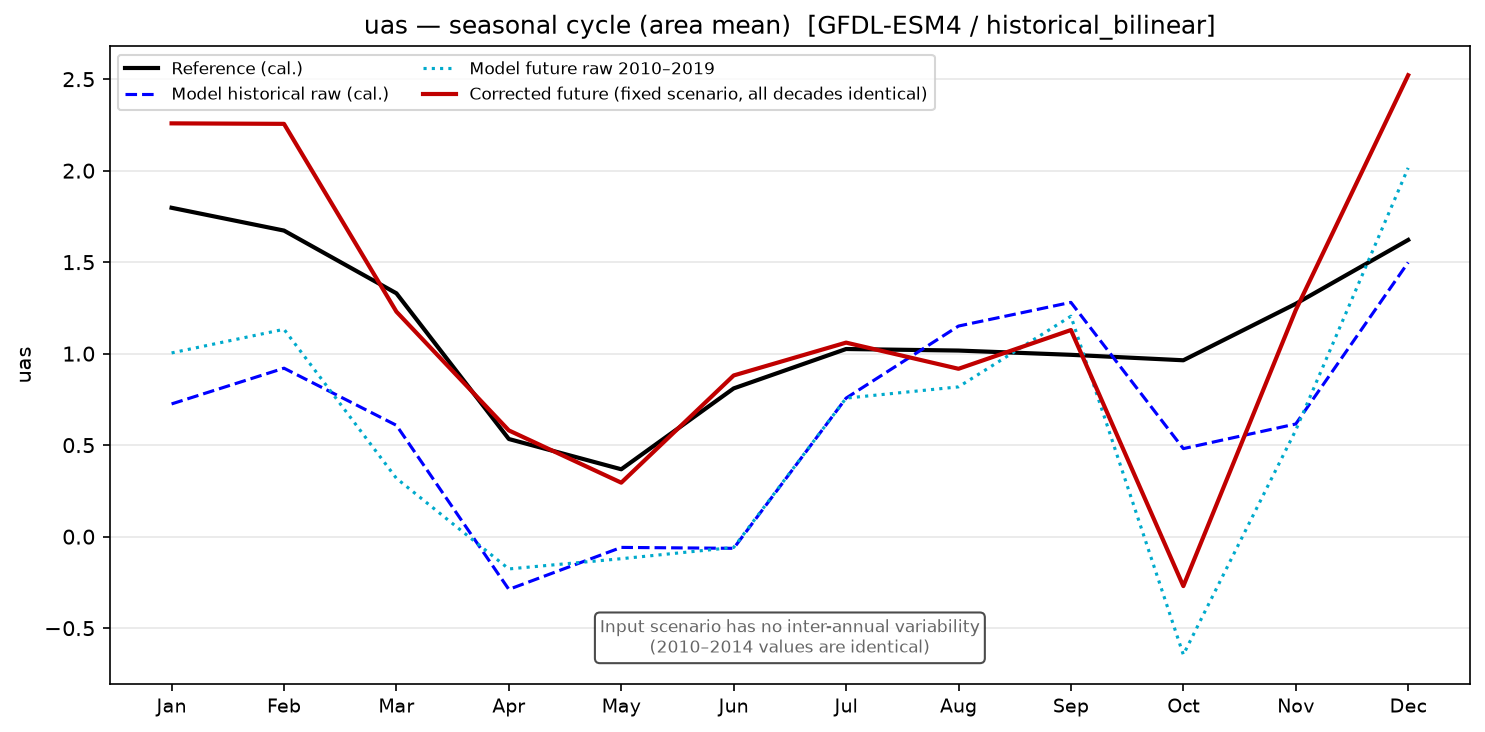 uas — seasonal cycle (area mean)  [GFDL-ESM4 / historical_bilinear]
Reference (cal.)
Model historical raw (cal.)
Model future raw 2010–2019
Corrected future (fixed scenario, all decades identical)
uas
2.5
2.0
1.5
1.0
0.5
0.0
−0.5
Input scenario has no inter-annual variability
(2010–2014 values are identical)
Jan Feb Mar Apr May Jun Jul Aug Sep Oct Nov Dec